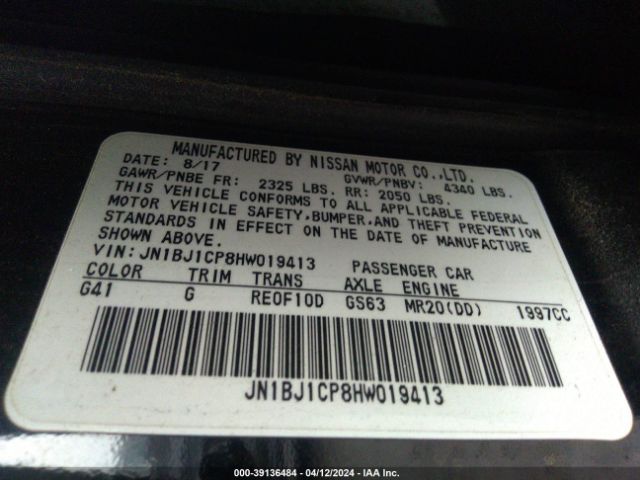 MANUFACTURED BY NISSAN MOTOR CO.,LTD.
DATE: 8/17 GVWR/PNBV: 4340 LBS.
GAWR/PNBE FR: 2325 LBS. RR: 2050 LBS.
THIS VEHICLE CONFORMS TO ALL APPLICABLE FEDERAL
MOTOR VEHICLE SAFETY,BUMPER,AND THEFT PREVENTION
STANDARDS IN EFFECT ON THE DATE OF MANUFACTURE
SHOWN ABOVE.
VIN: JN1BJ1CP8HW019413 PASSENGER CAR
COLOR TRIM TRANS AXLE ENGINE
G41 G RE0F10D GS63 MR20(DD) 1997CC
JN1BJ1CP8HW019413
000-39136484 - 04/12/2024 - IAA Inc.